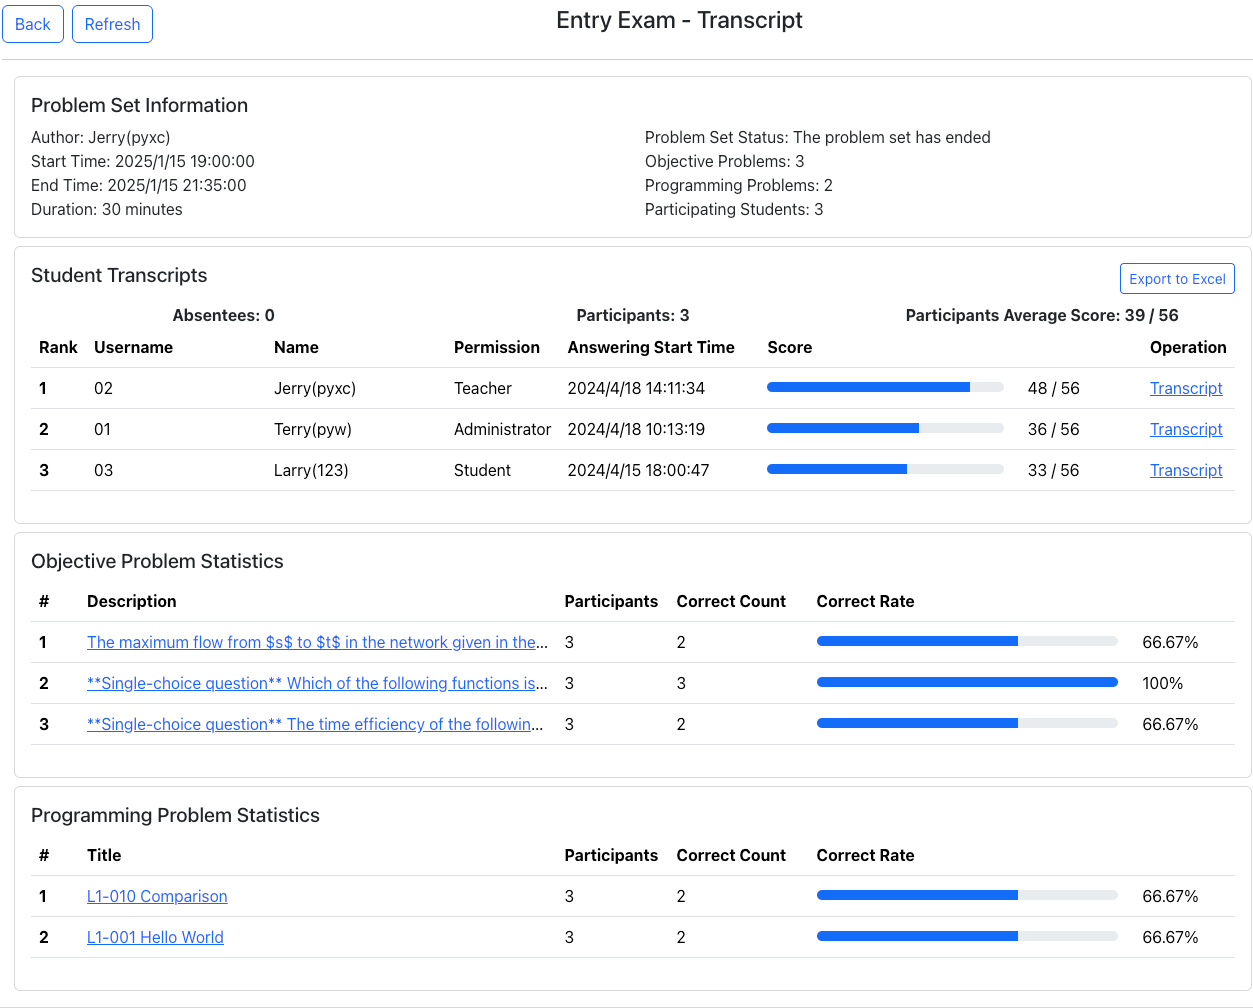 Back Refresh Entry Exam - Transcript
Problem Set Information
Author: Jerry(pyxc)
Start Time: 2025/1/15 19:00:00
End Time: 2025/1/15 21:35:00
Duration: 30 minutes
Problem Set Status: The problem set has ended
Objective Problems: 3
Programming Problems: 2
Participating Students: 3
Student Transcripts Export to Excel
Absentees: 0 Participants: 3 Participants Average Score: 39 / 56
Rank Username Name Permission Answering Start Time Score Operation
1 02 Jerry(pyxc) Teacher 2024/4/18 14:11:34 48 / 56 Transcript
2 01 Terry(pyw) Administrator 2024/4/18 10:13:19 36 / 56 Transcript
3 03 Larry(123) Student 2024/4/15 18:00:47 33 / 56 Transcript
Objective Problem Statistics
# Description Participants Correct Count Correct Rate
1 The maximum flow from $s$ to $t$ in the network given in the... 3 2 66.67%
2 **Single-choice question** Which of the following functions is... 3 3 100%
3 **Single-choice question** The time efficiency of the followin... 3 2 66.67%
Programming Problem Statistics
# Title Participants Correct Count Correct Rate
1 L1-010 Comparison 3 2 66.67%
2 L1-001 Hello World 3 2 66.67%